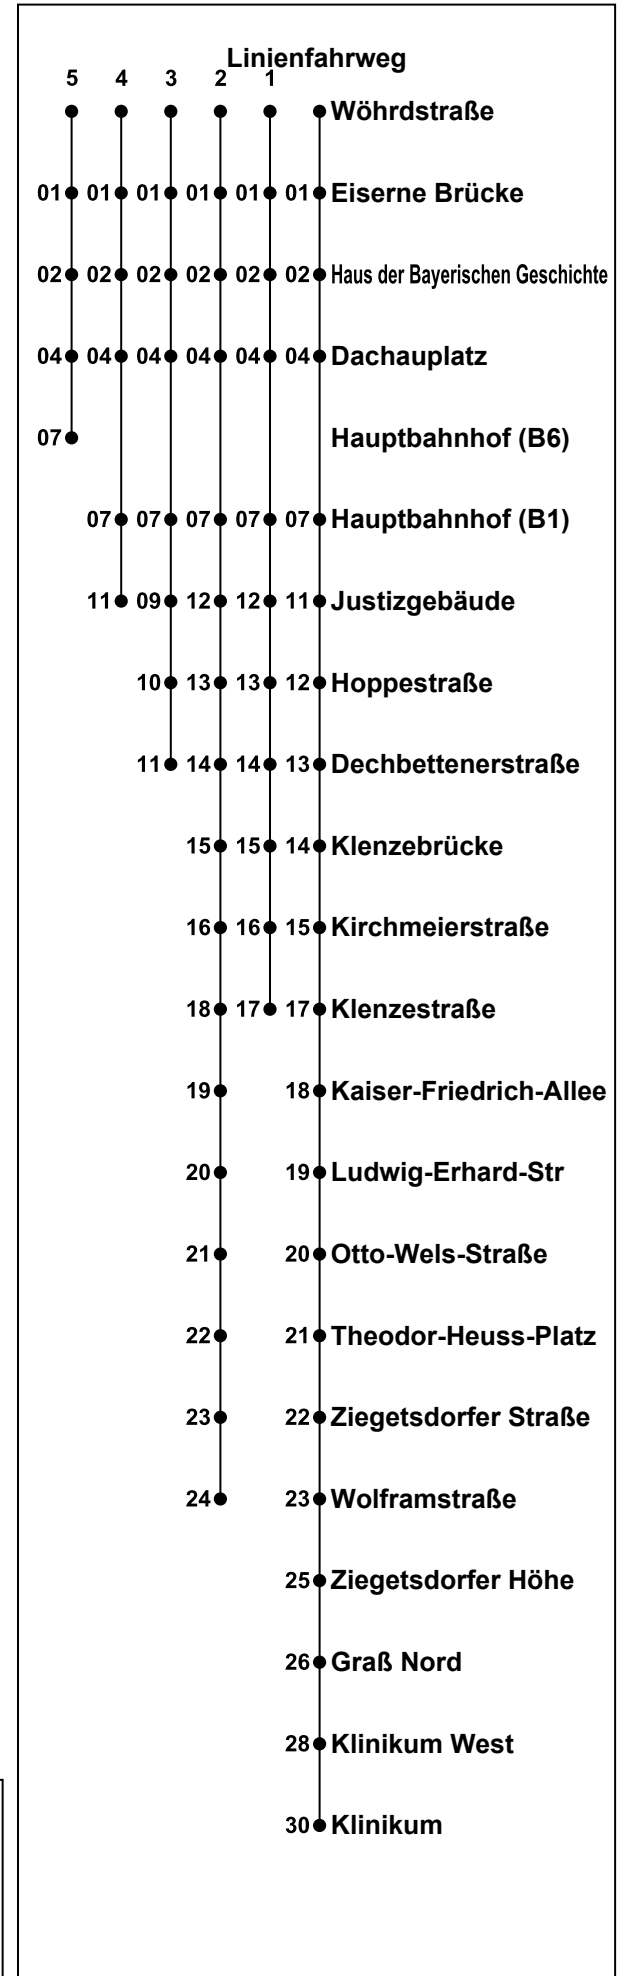 Linienfahrweg
5 4 3 2 1
Wöhrdstraße
01 01 01 01 01 01 Eiserne Brücke
02 02 02 02 02 02 Haus der Bayerischen Geschichte
04 04 04 04 04 04 Dachauplatz
07 Hauptbahnhof (B6)
07 07 07 07 07 Hauptbahnhof (B1)
11 09 12 12 11 Justizgebäude
10 13 13 12 Hoppestraße
11 14 14 13 Dechbettenerstraße
15 15 14 Klenzebrücke
16 16 15 Kirchmeierstraße
18 17 17 Klenzestraße
19 18 Kaiser-Friedrich-Allee
20 19 Ludwig-Erhard-Str
21 20 Otto-Wels-Straße
22 21 Theodor-Heuss-Platz
23 22 Ziegetsdorfer Straße
24 23 Wolframstraße
25 Ziegetsdorfer Höhe
26 Graß Nord
28 Klinikum West
30 Klinikum